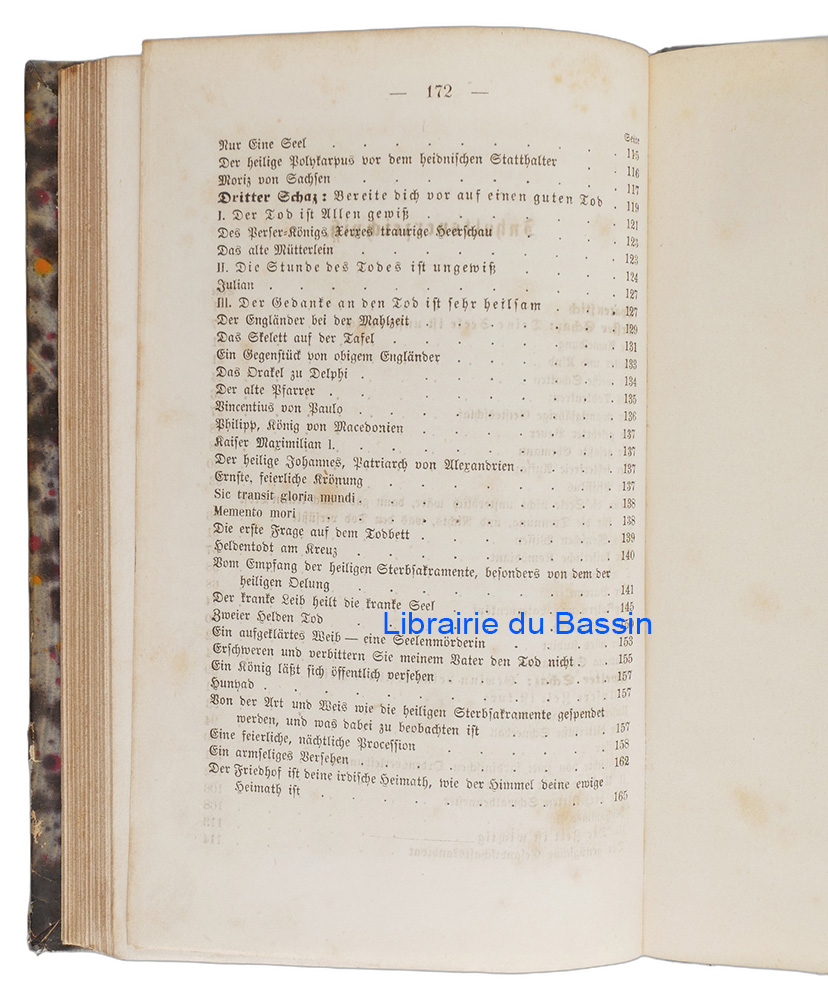 — 172 —
Seite
Nur Eine Seel . . . . . . . . . 115
Der heilige Polykarpus vor dem heidnischen Statthalter . . 116
Moriz von Sachsen . . . . . . . . . 117
Dritter Schaz: Bereite dich vor auf einen guten Tod . 119
I. Der Tod ist Allen gewiß . . . . . . . 121
Des Perser-Königs Xerxes traurige Heerschau . . . . 123
Das alte Mütterlein . . . . . . . . . 123
II. Die Stunde des Todes ist ungewiß . . . . 124
Julian . . . . . . . . . . . 127
III. Der Gedanke an den Tod ist sehr heilsam . . . 127
Der Engländer bei der Mahlzeit . . . . . . 129
Das Skelett auf der Tafel . . . . . . . 131
Ein Gegenstück von obigem Engländer . . . . . 133
Das Orakel zu Delphi . . . . . . . . 134
Der alte Pfarrer . . . . . . . . . 135
Vincentius von Paulo . . . . . . . . 136
Philipp, König von Macedonien . . . . . . 137
Kaiser Maximilian I. . . . . . . . . 137
Der heilige Johannes, Patriarch von Alexandrien . . . . 137
Ernste, feierliche Krönung . . . . . . . 137
Sic transit gloria mundi . . . . . . . . 138
Memento mori . . . . . . . . . 138
Die erste Frage auf dem Todbett . . . . . . 139
Heldentodt am Kreuz . . . . . . . . 140
Vom Empfang der heiligen Sterbsakramente, besonders von dem der
heiligen Oelung . . . . . . . . 141
Der kranke Leib heilt die kranke Seel . . . . . 145
Zweier Helden Tod
Librairie du Bassin
Ein aufgeklärtes Weib — eine Seelenmörderin . . . . 153
Erschweren und verbittern Sie meinem Vater den Tod nicht . . 155
Ein König läßt sich öffentlich versehen . . . . . 157
Hunyad . . . . . . . . . . . 157
Von der Art und Weis wie die heiligen Sterbsakramente gespendet
werden, und was dabei zu beobachten ist . . . . 157
Eine feierliche, nächtliche Procession . . . . . . 158
Ein armseliges Versehen . . . . . . . . 162
Der Friedhof ist deine irdische Heimath, wie der Himmel deine ewige
Heimath ist . . . . . . . . . 165